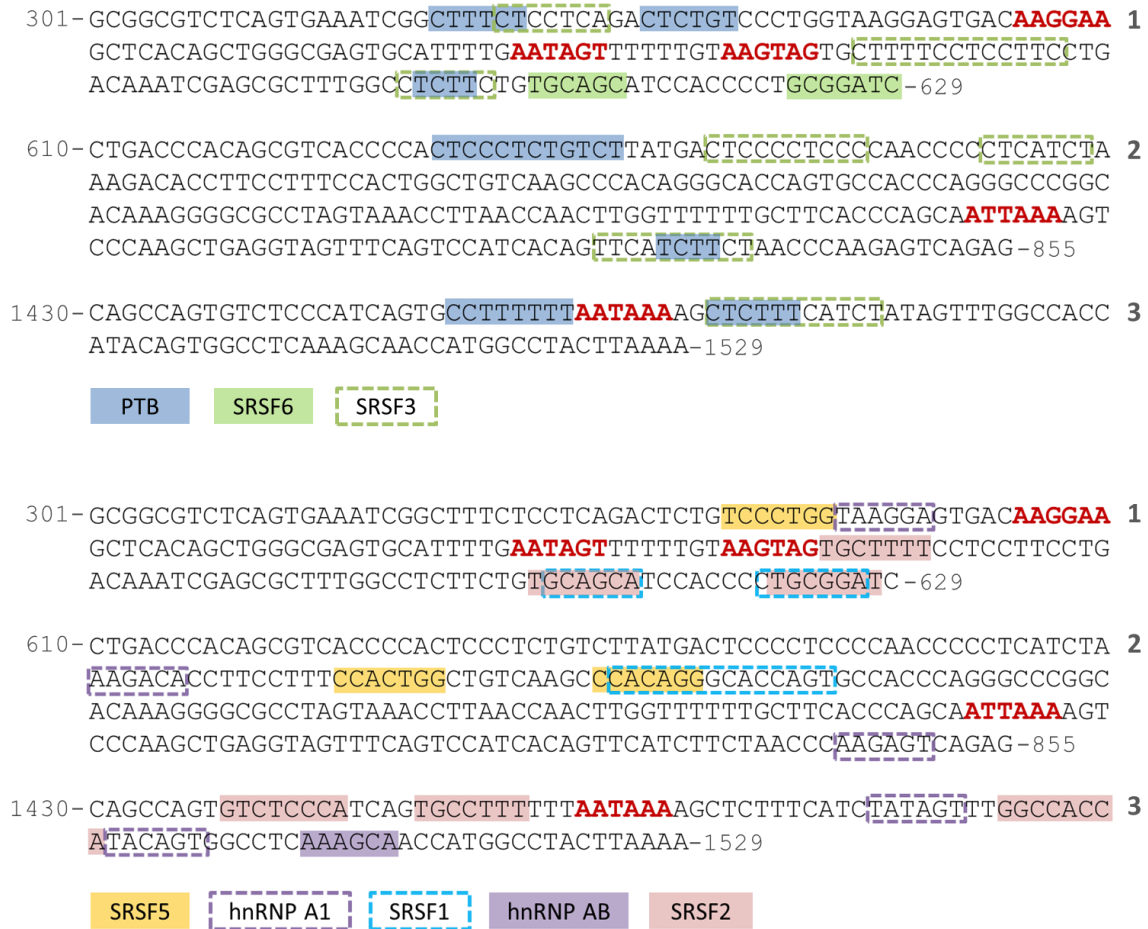 301- GCGGCGTCTCAGTGAAATCGGCTTTCTCCTCAGACTCTGTCCCTGGTAAGGAGTGACAAGGAA 1
GCTCACAGCTGGGCGAGTGCATTTTGAATAGTTTTTTGTAAGTAGTGCTTTTCCTCCTTCCTG
ACAAATCGAGCGCTTTGGCCTCTTCTGTGCAGCATCCACCCCTGCGGATC-629
610- CTGACCCACAGCGTCACCCCACTCCCTCTGTCTTATGACTCCCCTCCCCAACCCCCTCATCTA 2
AAGACACCTTCCTTTCCACTGGCTGTCAAGCCCACAGGGCACCAGTGCCACCCAGGGCCCGGC
ACAAAGGGGCGCCTAGTAAACCTTAACCAACTTGGTTTTTTGCTTCACCCAGCAATTAAAAGT
CCCAAGCTGAGGTAGTTTCAGTCCATCACAGTTCATCTTCTAACCCAAGAGTCAGAG-855
1430- CAGCCAGTGTCTCCCATCAGTGCCTTTTTTAATAAAAGCTCTTTCATCTATAGTTTGGCCACC 3
ATACAGTGGCCTCAAAGCAACCATGGCCTACTTAAAA-1529
PTB SRSF6 SRSF3
301- GCGGCGTCTCAGTGAAATCGGCTTTCTCCTCAGACTCTGTCCCTGGTAAGGAGTGACAAGGAA 1
GCTCACAGCTGGGCGAGTGCATTTTGAATAGTTTTTTGTAAGTAGTGCTTTTCCTCCTTCCTG
ACAAATCGAGCGCTTTGGCCTCTTCTGTGCAGCATCCACCCCTGCGGATC-629
610- CTGACCCACAGCGTCACCCCACTCCCTCTGTCTTATGACTCCCCTCCCCAACCCCCTCATCTA 2
AAGACACCTTCCTTTCCACTGGCTGTCAAGCCCACAGGGCACCAGTGCCACCCAGGGCCCGGC
ACAAAGGGGCGCCTAGTAAACCTTAACCAACTTGGTTTTTTGCTTCACCCAGCAATTAAAAGT
CCCAAGCTGAGGTAGTTTCAGTCCATCACAGTTCATCTTCTAACCCAAGAGTCAGAG-855
1430- CAGCCAGTGTCTCCCATCAGTGCCTTTTTTAATAAAAGCTCTTTCATCTATAGTTTGGCCACC 3
ATACAGTGGCCTCAAAGCAACCATGGCCTACTTAAAA-1529
SRSF5 hnRNP A1 SRSF1 hnRNP AB SRSF2